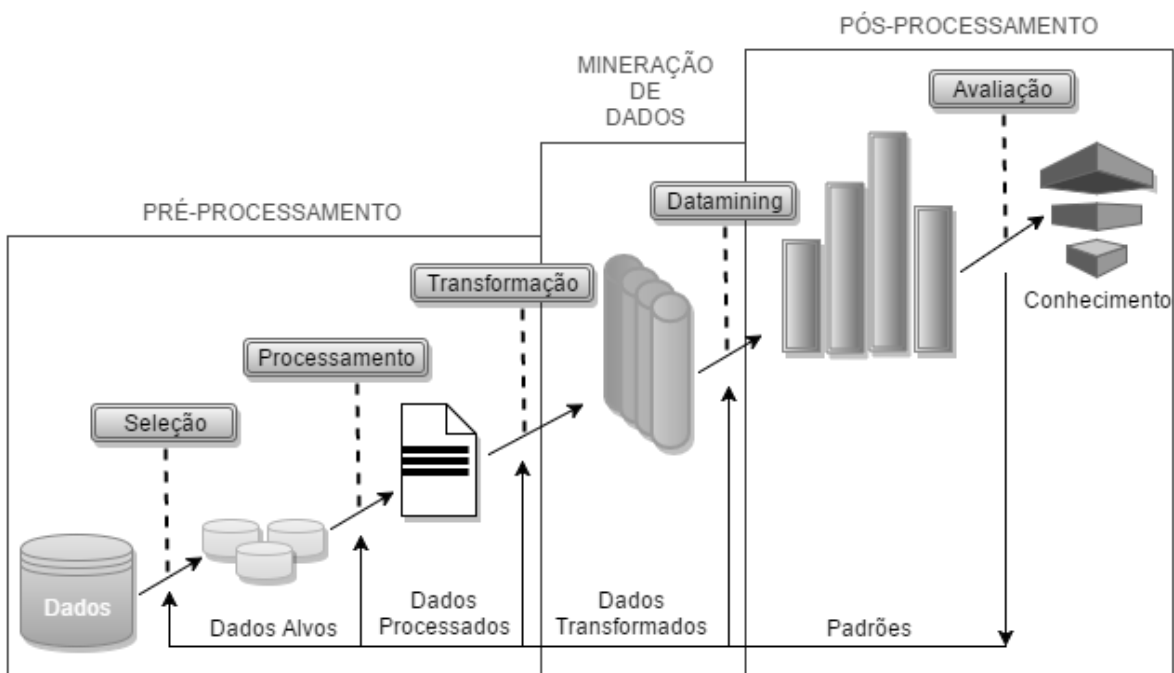 PÓS-PROCESSAMENTO
MINERAÇÃO
DE
DADOS
Avaliação
Datamining
PRÉ-PROCESSAMENTO
Transformação
Conhecimento
Processamento
Seleção
Dados
Dados Alvos
Dados
Processados
Dados
Transformados
Padrões